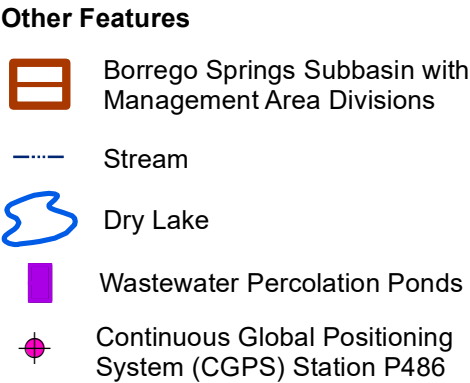 Other Features
Borrego Springs Subbasin with
Management Area Divisions
Stream
Dry Lake
Wastewater Percolation Ponds
Continuous Global Positioning
System (CGPS) Station P486